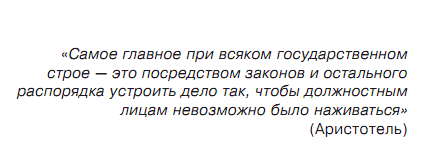 «Самое главное при всяком государственном
строе — это посредством законов и остального
распорядка устроить дело так, чтобы должностным
лицам невозможно было наживаться»
(Аристотель)